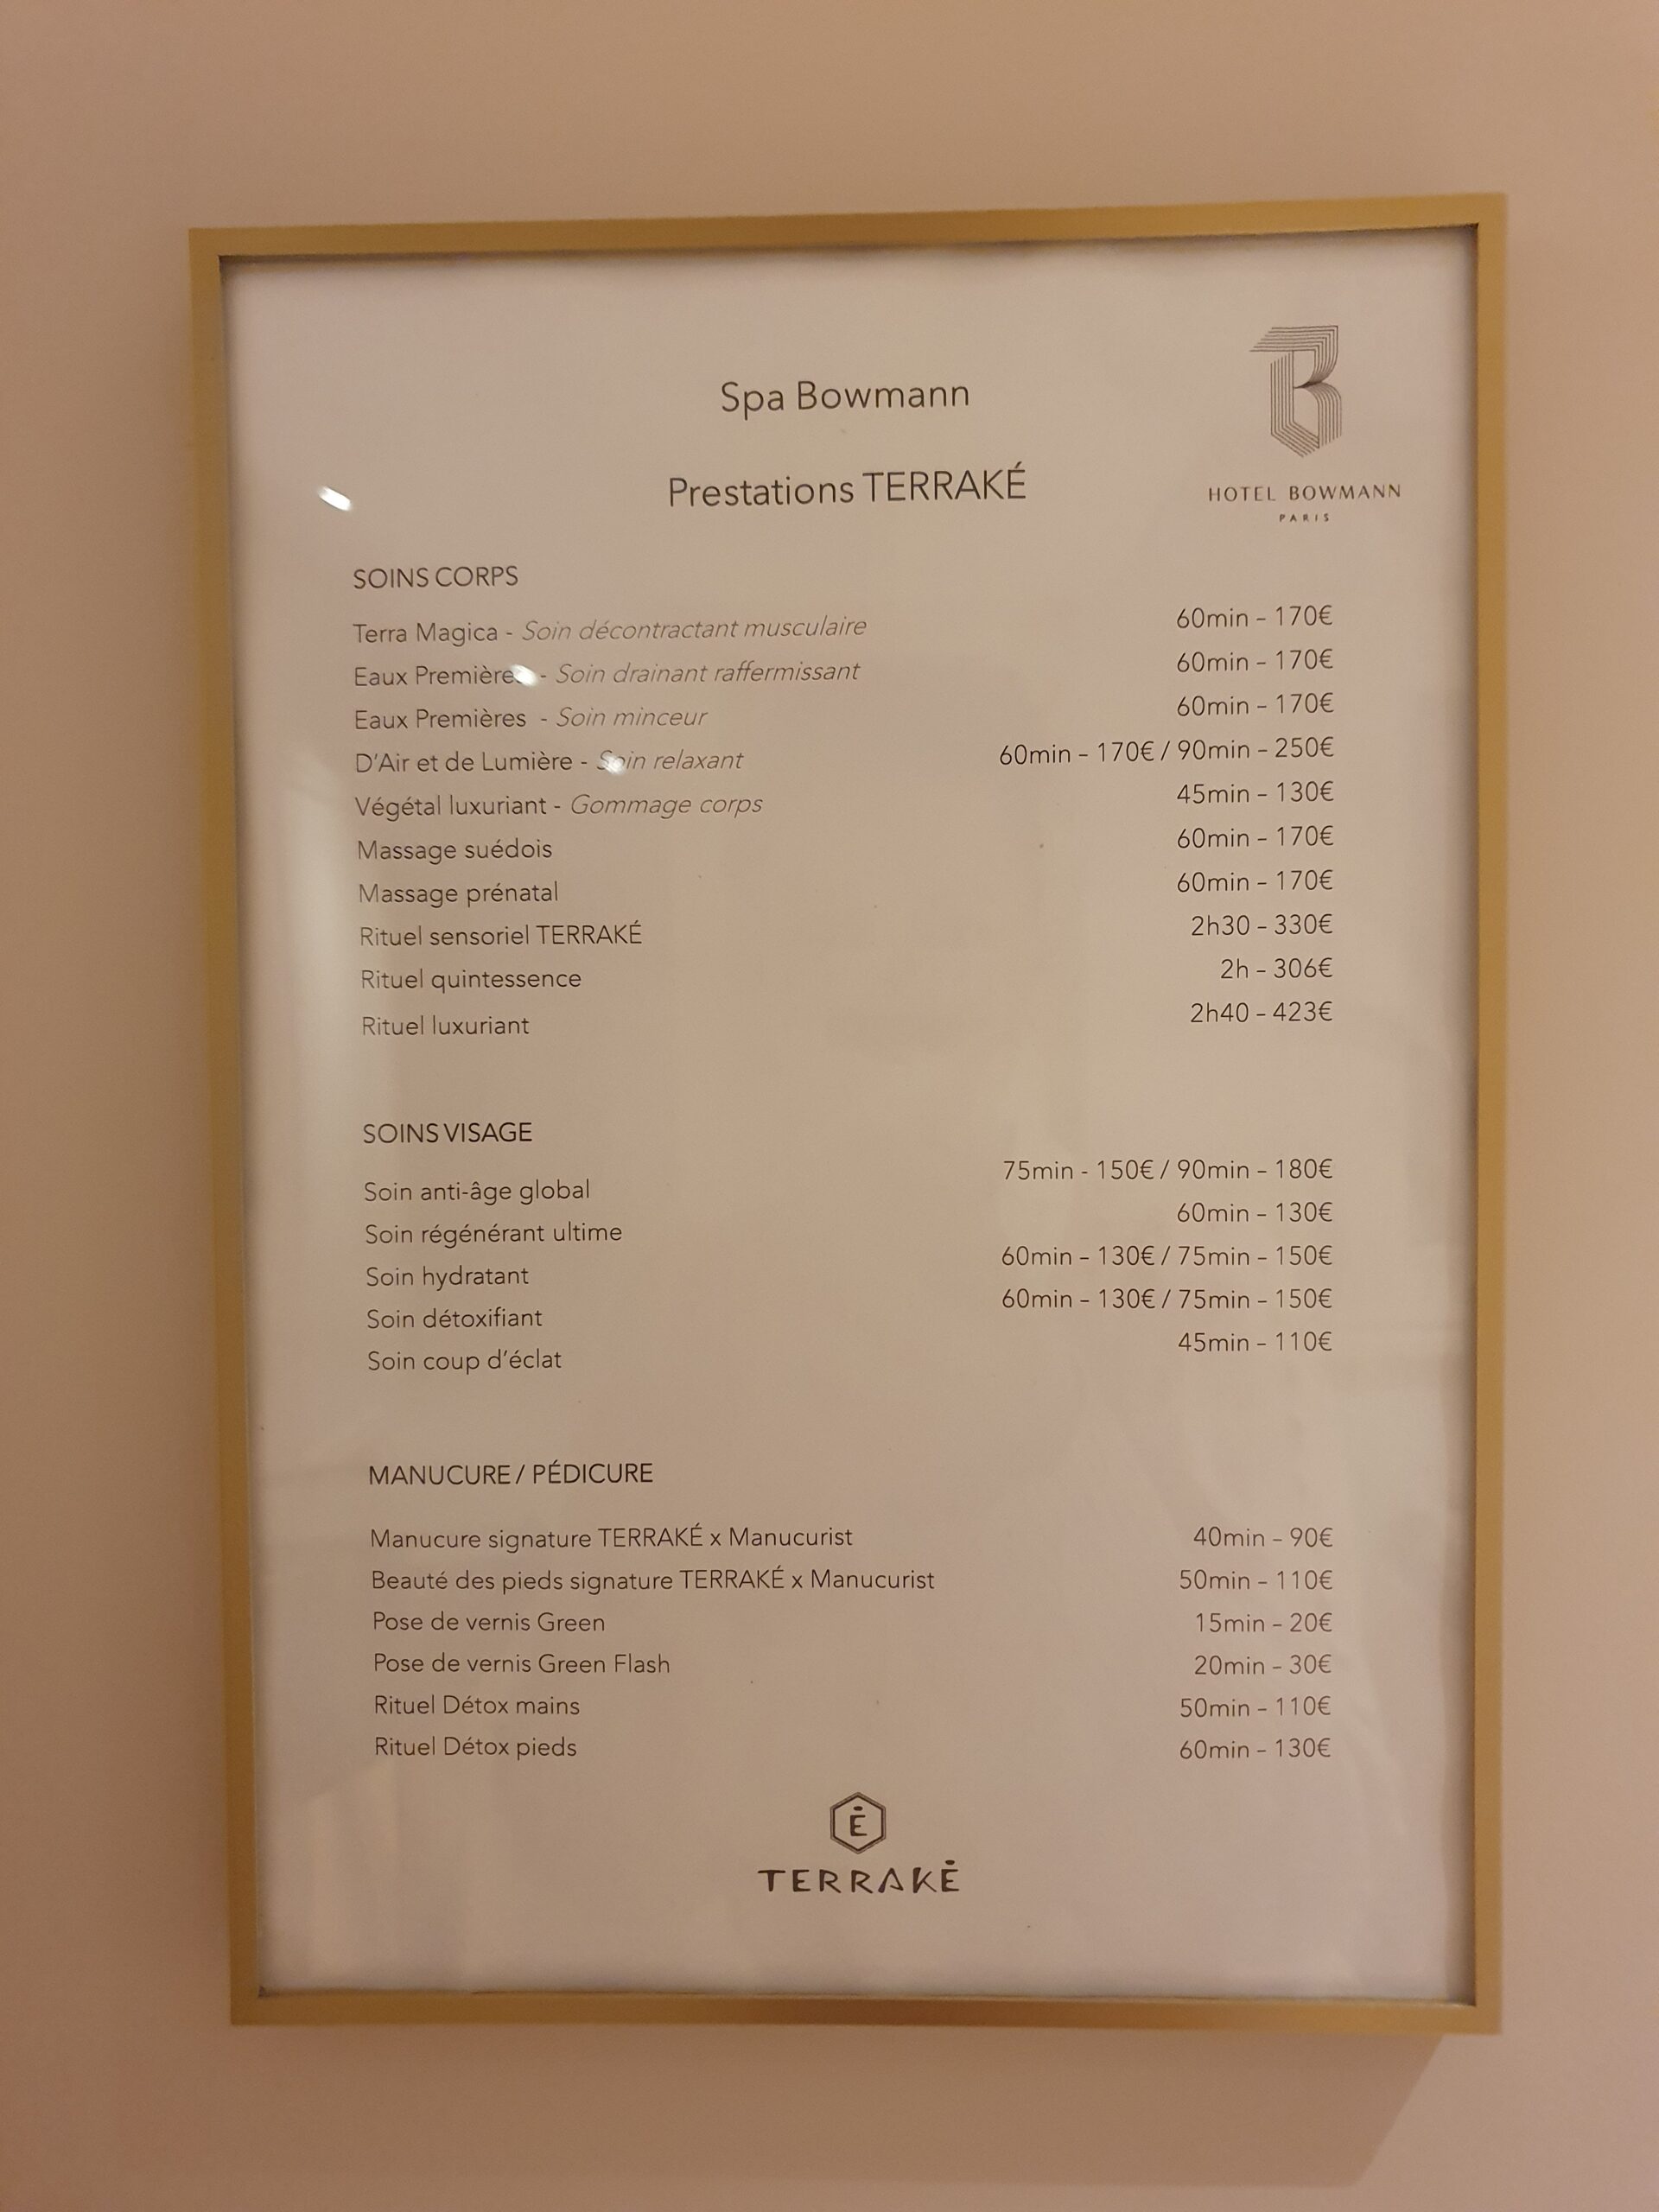 Spa Bowmann
Prestations TERRAKÉ
HOTEL BOWMANN
PARIS
SOINS CORPS
Terra Magica - Soin décontractant musculaire 60min – 170€
Eaux Premières - Soin drainant raffermissant 60min – 170€
Eaux Premières - Soin minceur 60min – 170€
D'Air et de Lumière - Soin relaxant 60min – 170€ / 90min – 250€
Végétal luxuriant - Gommage corps 45min – 130€
Massage suédois 60min – 170€
Massage prénatal 60min – 170€
Rituel sensoriel TERRAKÉ 2h30 – 330€
Rituel quintessence 2h – 306€
Rituel luxuriant 2h40 – 423€
SOINS VISAGE
Soin anti-âge global 75min - 150€ / 90min – 180€
Soin régénérant ultime 60min – 130€
Soin hydratant 60min – 130€ / 75min – 150€
Soin détoxifiant 60min – 130€ / 75min – 150€
Soin coup d'éclat 45min – 110€
MANUCURE / PÉDICURE
Manucure signature TERRAKÉ x Manucurist 40min – 90€
Beauté des pieds signature TERRAKÉ x Manucurist 50min – 110€
Pose de vernis Green 15min – 20€
Pose de vernis Green Flash 20min – 30€
Rituel Détox mains 50min – 110€
Rituel Détox pieds 60min – 130€
É
TERRAKÉ